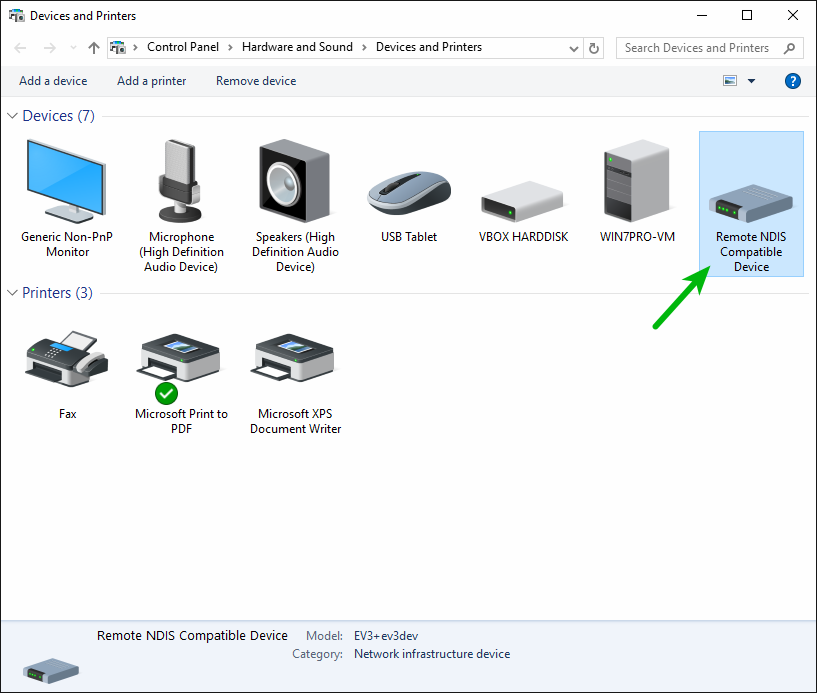 Devices and Printers
Control Panel > Hardware and Sound > Devices and Printers
Search Devices and Printers
Add a device
Add a printer
Remove device
?
Devices (7)
Generic Non-PnP
Monitor
Microphone
(High Definition
Audio Device)
Speakers (High
Definition Audio
Device)
USB Tablet
VBOX HARDDISK
WIN7PRO-VM
Remote NDIS
Compatible
Device
Printers (3)
Fax
Microsoft Print to
PDF
Microsoft XPS
Document Writer
Remote NDIS Compatible Device
Model: EV3+ev3dev
Category: Network infrastructure device